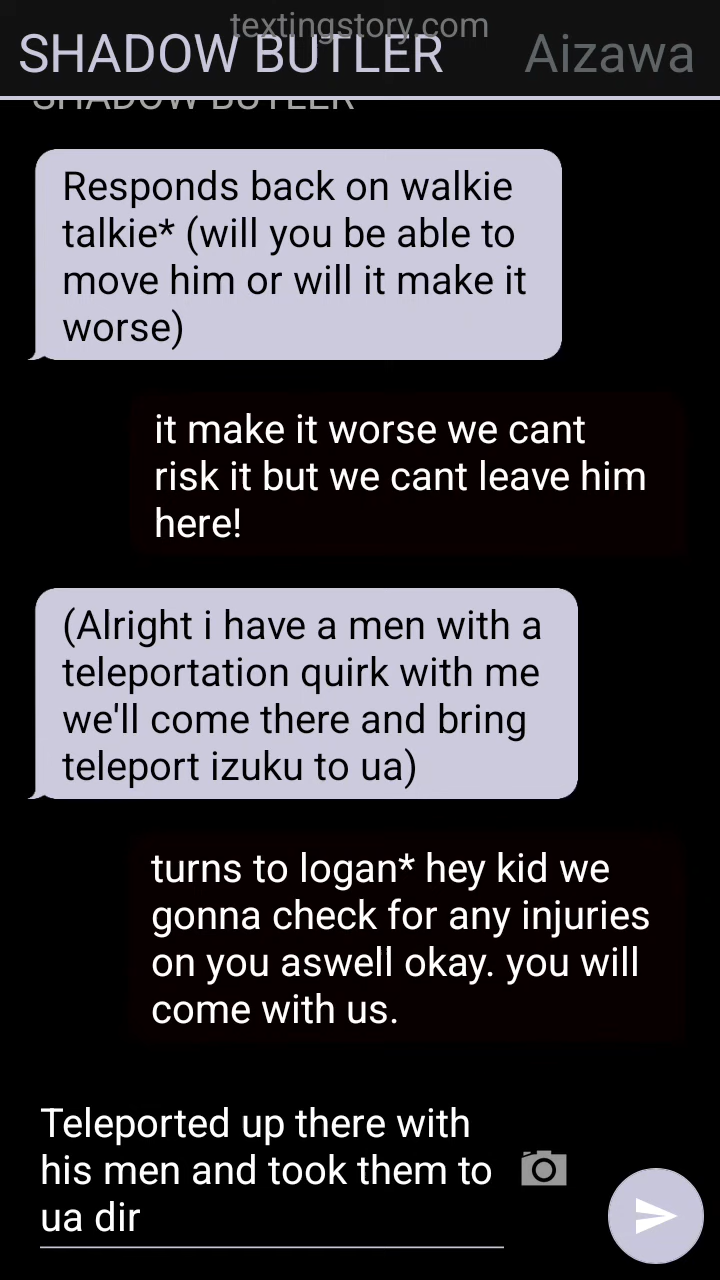 textingstory.com
SHADOW BUTLER
Aizawa
SHADOW BUTLER
Responds back on walkie
talkie* (will you be able to
move him or will it make it
worse)
it make it worse we cant
risk it but we cant leave him
here!
(Alright i have a men with a
teleportation quirk with me
we'll come there and bring
teleport izuku to ua)
turns to logan* hey kid we
gonna check for any injuries
on you aswell okay. you will
come with us.
Teleported up there with
his men and took them to
ua dir